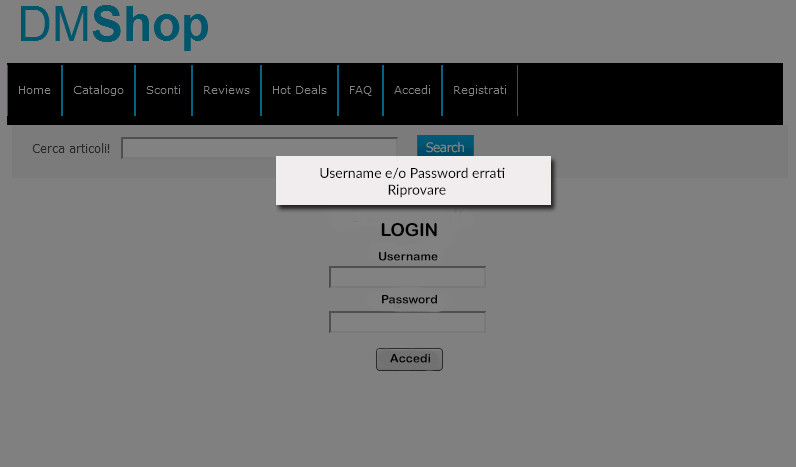 DMShop
Home Catalogo Sconti Reviews Hot Deals FAQ Accedi Registrati
Cerca articoli! Search
Username e/o Password errati
Riprovare
LOGIN
Username
Password
Accedi